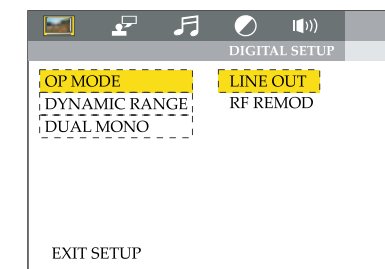 DIGITAL SETUP
OP MODE LINE OUT
DYNAMIC RANGE RF REMOD
DUAL MONO
EXIT SETUP